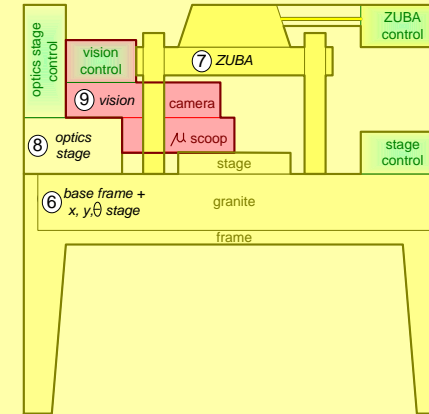 optics stage
control
vision
control
ZUBA
control
7 ZUBA
9 vision
camera
μ scoop
8 optics
stage
stage
stage
control
6 base frame +
x, y,θ stage
granite
frame